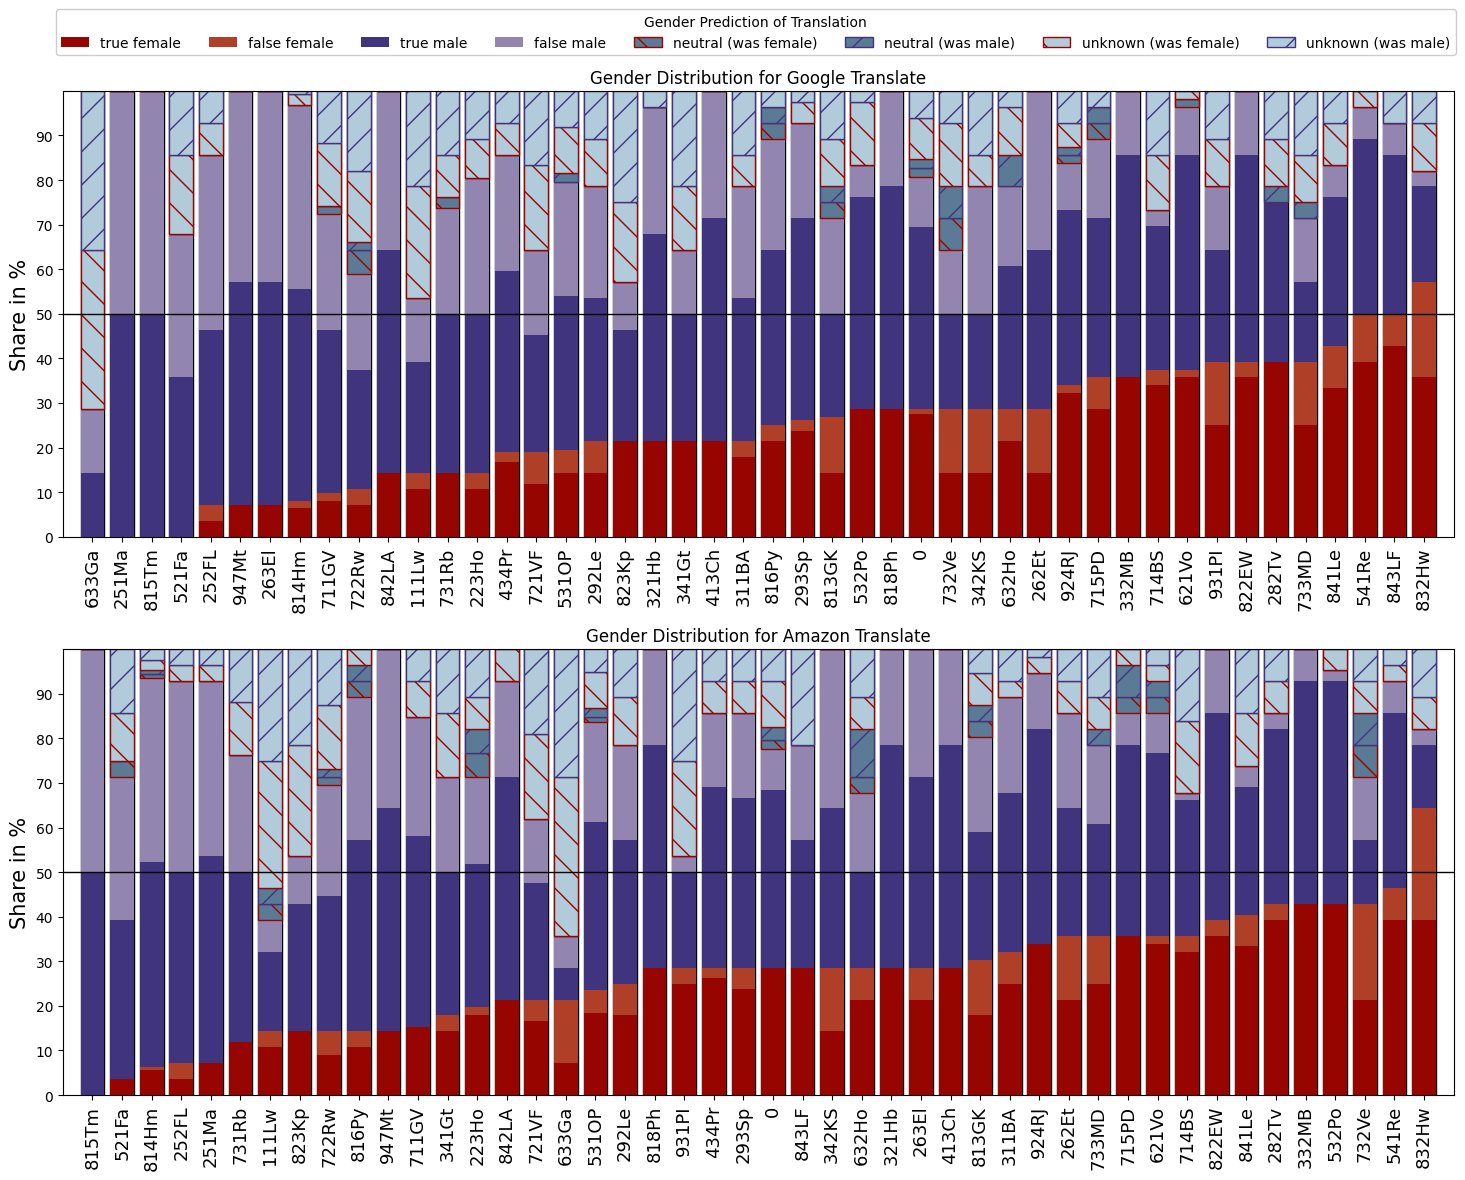 Gender Prediction of Translation
true female false female true male false male neutral (was female) neutral (was male) unknown (was female) unknown (was male)
Gender Distribution for Google Translate
Share in %
90
80
70
60
50
40
30
20
10
0
633Ga 251Ma 815Tm 521Fa 252FL 947Mt 263El 814Hm 711GV 722Rw 842LA 111Lw 731Rb 223Ho 434Pr 721VF 531OP 292Le 823Kp 321Hb 341Gt 413Ch 311BA 816Py 293Sp 813GK 532Po 818Ph 0 732Ve 342KS 632Ho 262Et 924RJ 715PD 332MB 714BS 621Vo 931Pl 822EW 282Tv 733MD 841Le 541Re 843LF 832Hw
Gender Distribution for Amazon Translate
Share in %
90
80
70
60
50
40
30
20
10
0
815Tm 521Fa 814Hm 252FL 251Ma 731Rb 111Lw 823Kp 722Rw 816Py 947Mt 711GV 341Gt 223Ho 842LA 721VF 633Ga 531OP 292Le 818Ph 931Pl 434Pr 293Sp 0 843LF 342KS 632Ho 321Hb 263El 413Ch 813GK 311BA 924RJ 262Et 733MD 715PD 621Vo 714BS 822EW 841Le 282Tv 332MB 532Po 732Ve 541Re 832Hw